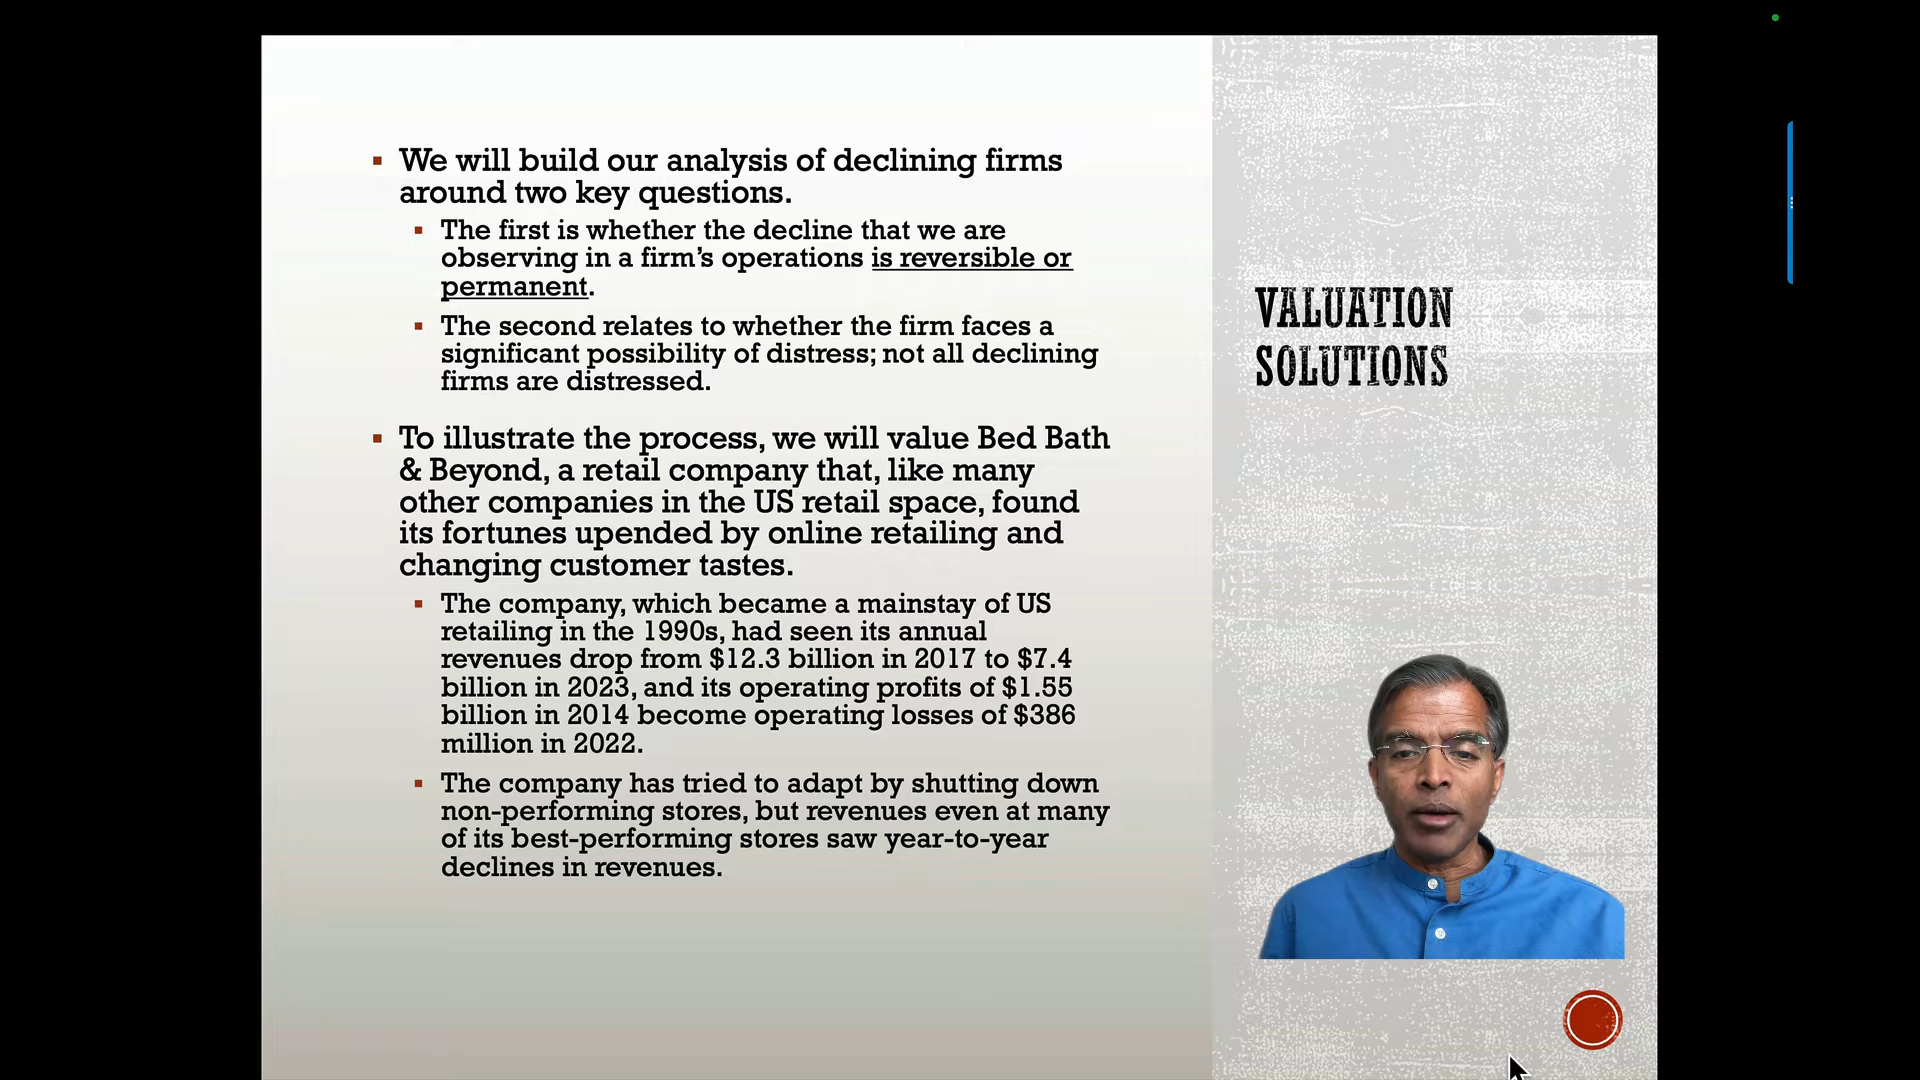 We will build our analysis of declining firms
around two key questions.
The first is whether the decline that we are
observing in a firm’s operations is reversible or
permanent.
The second relates to whether the firm faces a
significant possibility of distress; not all declining
firms are distressed.
To illustrate the process, we will value Bed Bath
& Beyond, a retail company that, like many
other companies in the US retail space, found
its fortunes upended by online retailing and
changing customer tastes.
The company, which became a mainstay of US
retailing in the 1990s, had seen its annual
revenues drop from $12.3 billion in 2017 to $7.4
billion in 2023, and its operating profits of $1.55
billion in 2014 become operating losses of $386
million in 2022.
The company has tried to adapt by shutting down
non-performing stores, but revenues even at many
of its best-performing stores saw year-to-year
declines in revenues.
VALUATION
SOLUTIONS